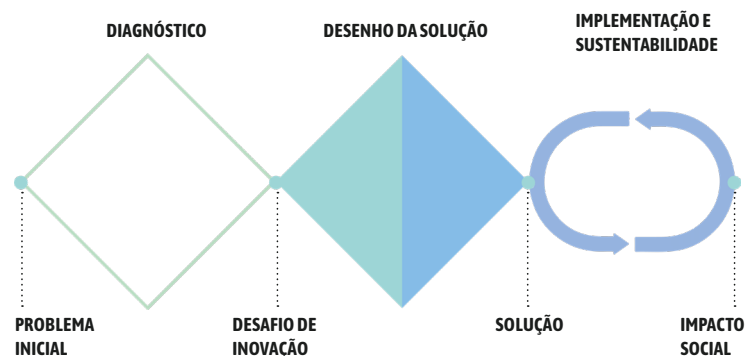 DIAGNÓSTICO
DESENHO DA SOLUÇÃO
IMPLEMENTAÇÃO E
SUSTENTABILIDADE
PROBLEMA
INICIAL
DESAFIO DE
INOVAÇÃO
SOLUÇÃO
IMPACTO
SOCIAL